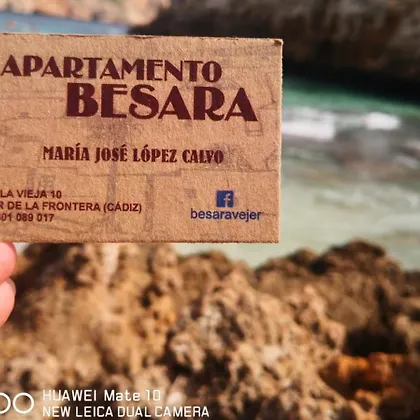 APARTAMENTO
BESARA
MARÍA JOSÉ LÓPEZ CALVO
LA VIEJA 10
R DE LA FRONTERA (CÁDIZ)
01 089 017
f
besaravejer
HUAWEI Mate 10
NEW LEICA DUAL CAMERA